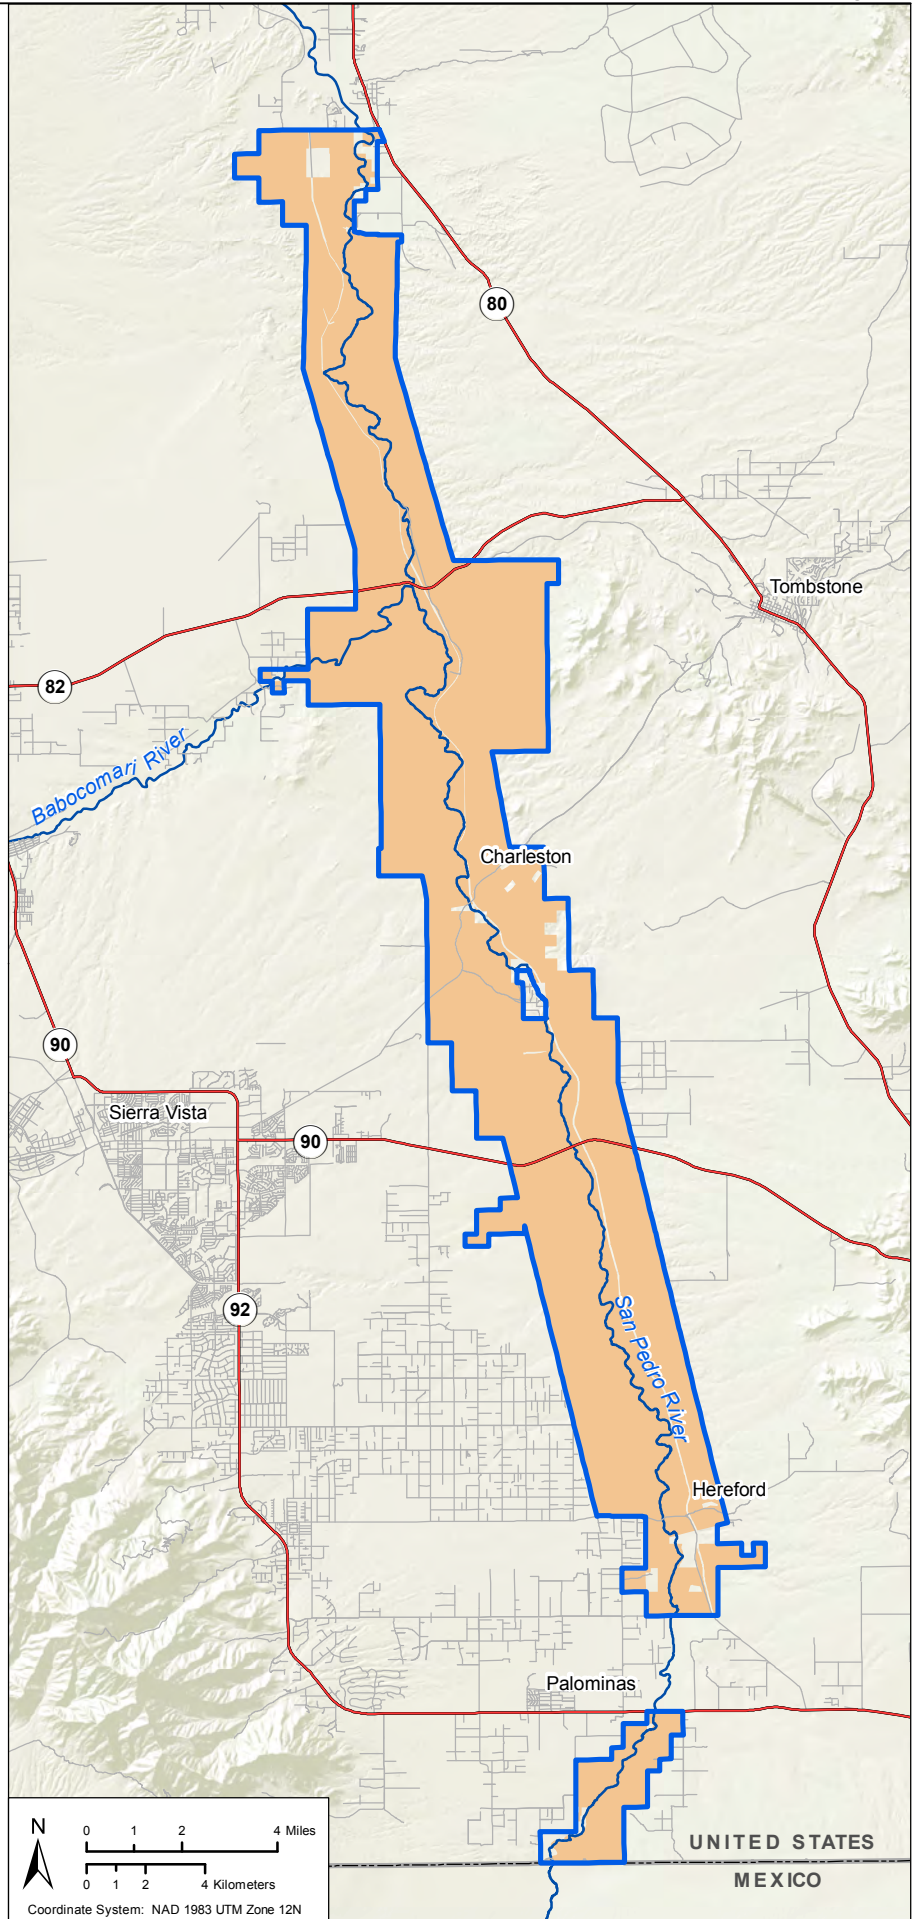 80
Tombstone
82
Babocomari River
Charleston
90
Sierra Vista
90
92
San Pedro River
Hereford
Palominas
UNITED STATES
MEXICO
N
0 1 2 4 Miles
0 1 2 4 Kilometers
Coordinate System: NAD 1983 UTM Zone 12N